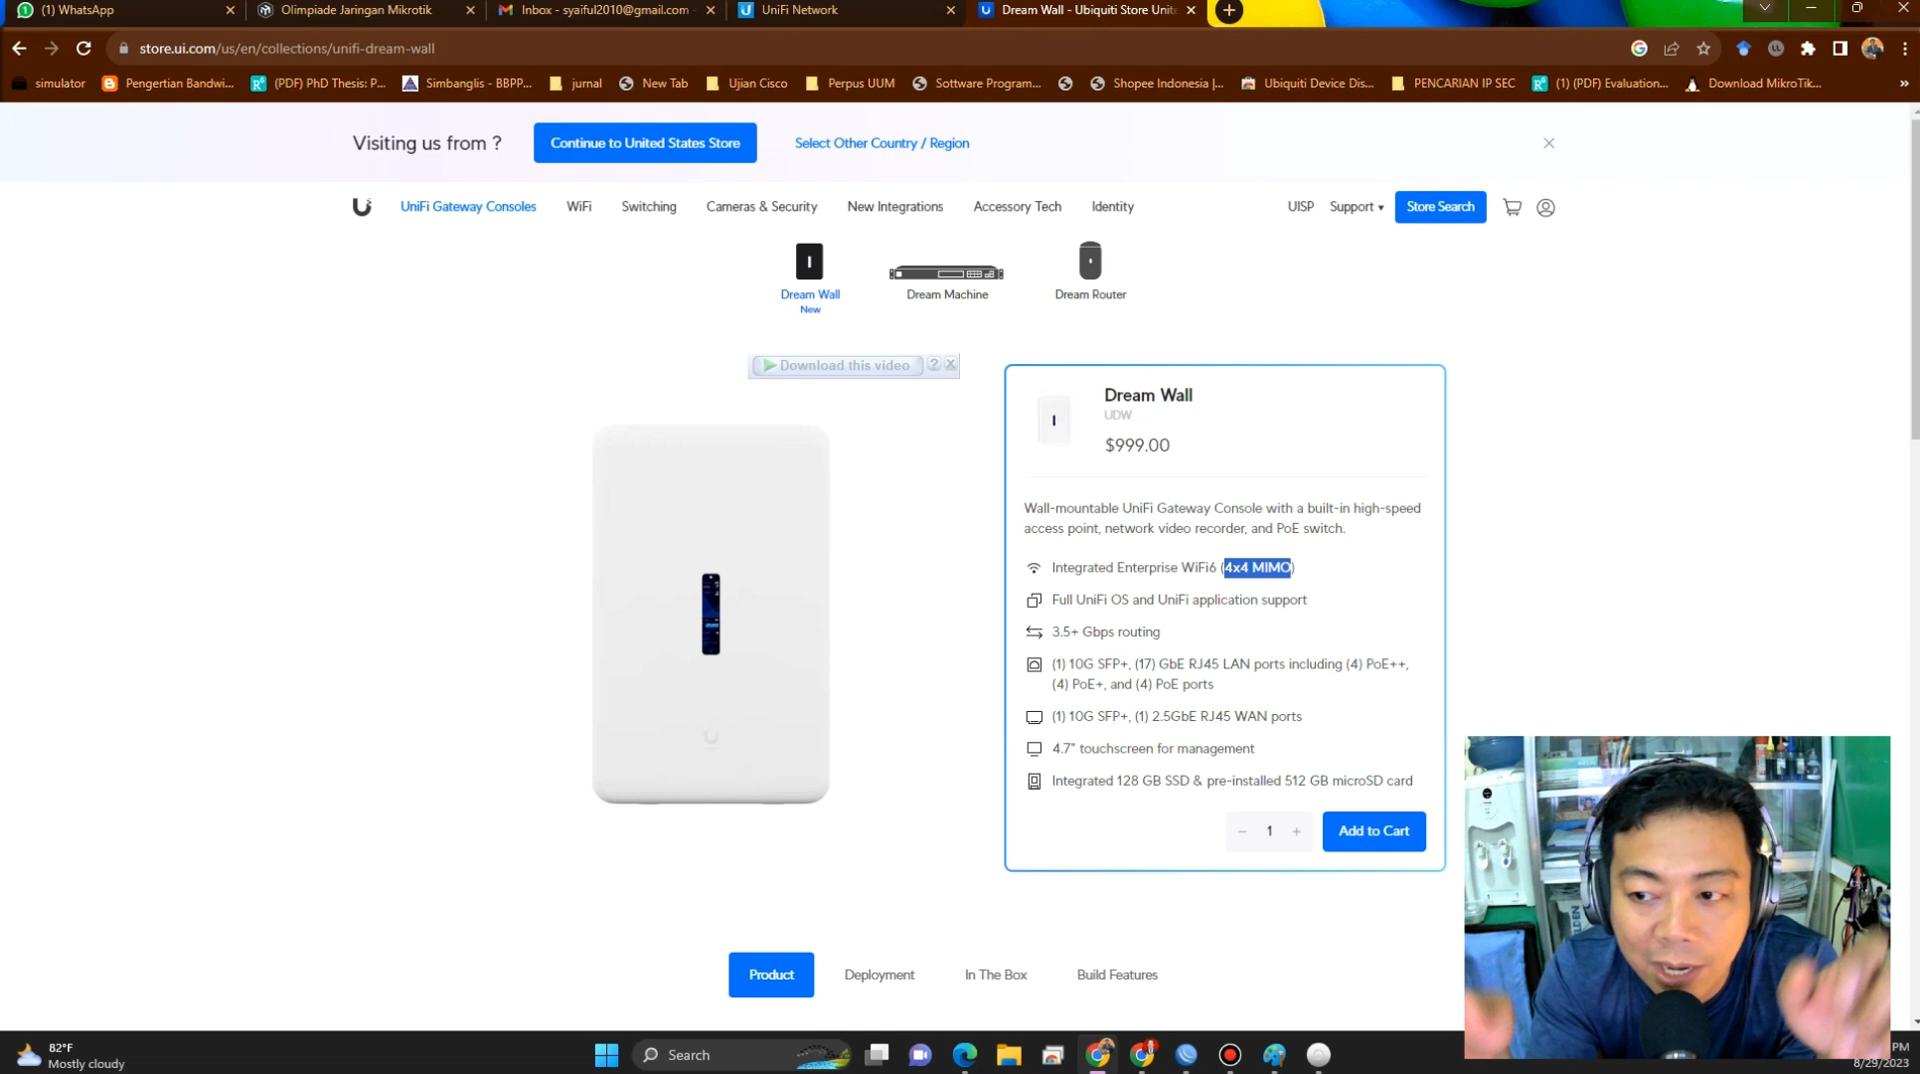 (1) WhatsApp
Olimpiade Jaringan Mikrotik
Inbox - syaiful2010@gmail.com
UniFi Network
Dream Wall - Ubiquiti Store Unite
store.ui.com/us/en/collections/unifi-dream-wall
simulator
Pengertian Bandwi...
(PDF) PhD Thesis: P...
Simbanglis - BBPP...
jurnal
New Tab
Ujian Cisco
Perpus UUM
Sottware Program...
Shopee Indonesia |...
Ubiquiti Device Dis...
PENCARIAN IP SEC
(1) (PDF) Evaluation...
Download MikroTik...
»
Visiting us from ?
Continue to United States Store
Select Other Country / Region
UniFi Gateway Consoles
WiFi
Switching
Cameras & Security
New Integrations
Accessory Tech
Identity
UISP
Support
Store Search
Dream Wall
New
Dream Machine
Dream Router
Download this video
?
X
Dream Wall
UDW
$999.00
Wall-mountable UniFi Gateway Console with a built-in high-speed
access point, network video recorder, and PoE switch.
Integrated Enterprise WiFi6 (4x4 MIMO)
Full UniFi OS and UniFi application support
3.5+ Gbps routing
(1) 10G SFP+, (17) GbE RJ45 LAN ports including (4) PoE++,
(4) PoE+, and (4) PoE ports
(1) 10G SFP+, (1) 2.5GbE RJ45 WAN ports
4.7" touchscreen for management
Integrated 128 GB SSD & pre-installed 512 GB microSD card
− 1 +
Add to Cart
Product
Deployment
In The Box
Build Features
82°F
Mostly cloudy
Search
PM
8/29/2023